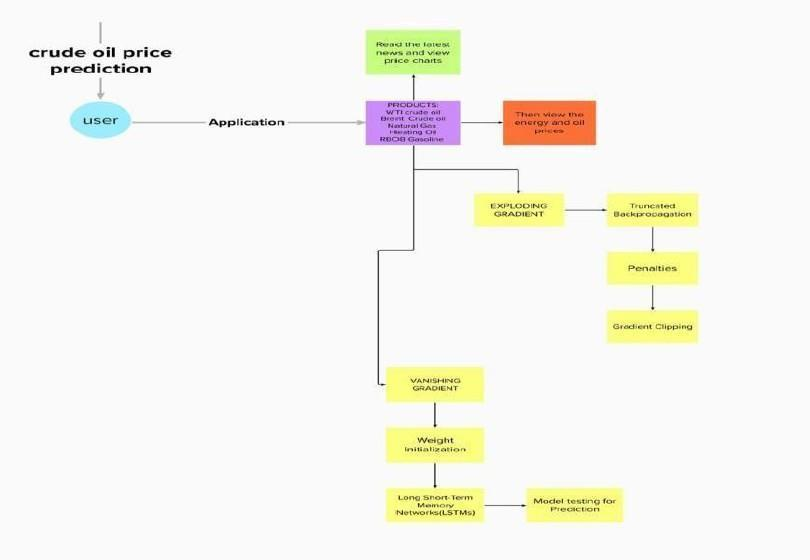 crude oil price
prediction
user
Application
Read the latest
news and view
price charts
PRODUCTS:
WTI crude oil
Brent Crude oil
Natural Gas
Heating Oil
RBOB Gasoline
Then view the
energy and oil
prices
EXPLODING
GRADIENT
Truncated
Backpropagation
Penalties
Gradient Clipping
VANISHING
GRADIENT
Weight
Initialization
Long Short-Term
Memory
Networks(LSTMs)
Model testing for
Prediction